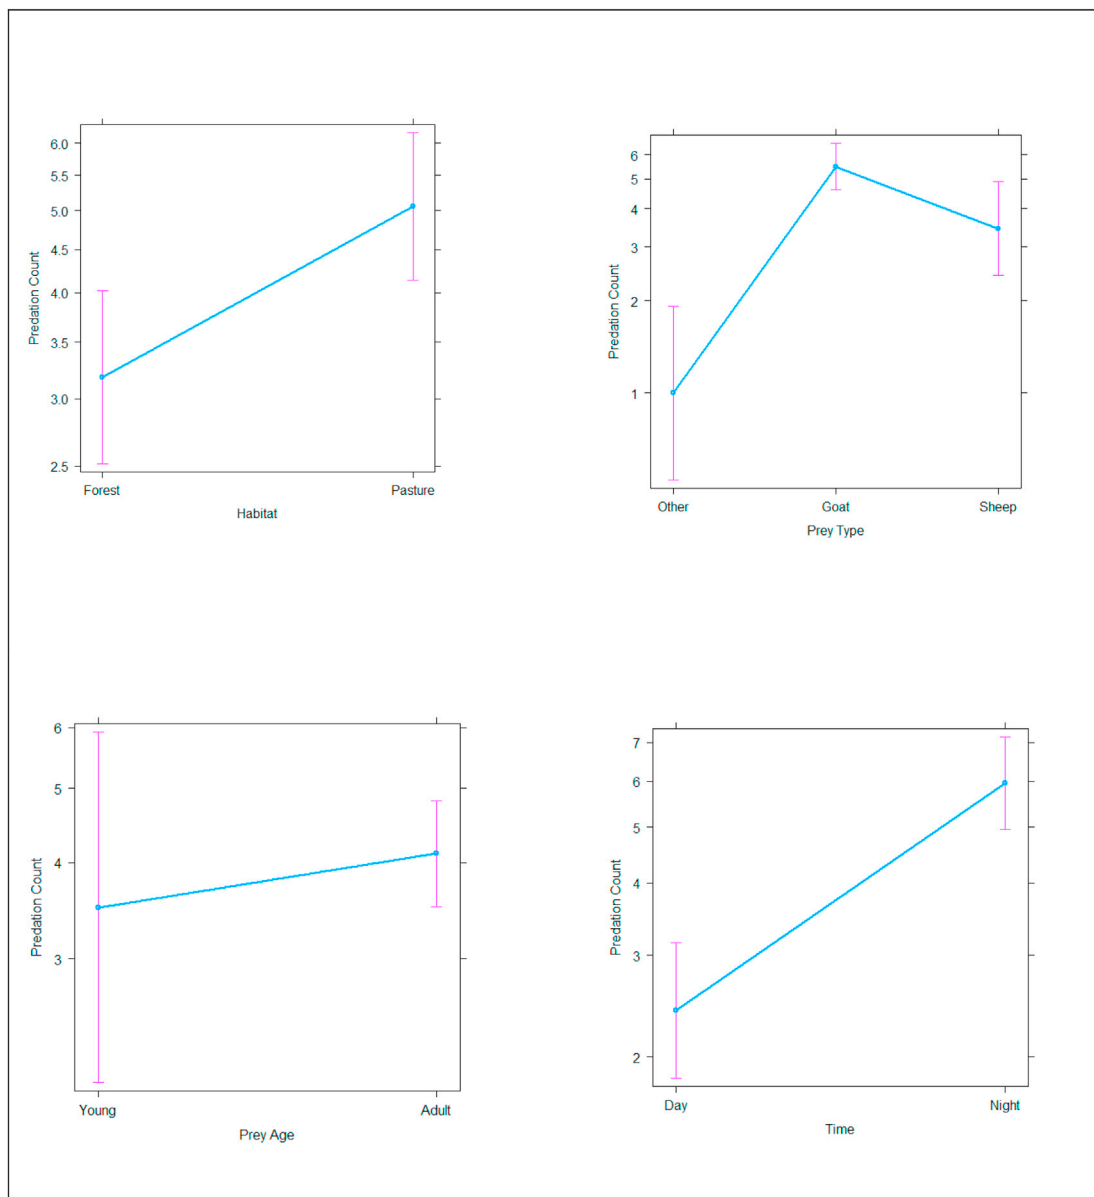 6.0
5.5
5.0
4.5
4.0
3.5
3.0
2.5
Predation Count
Forest
Pasture
Habitat
6
5
4
3
2
1
Predation Count
Other
Goat
Sheep
Prey Type
6
5
4
3
Predation Count
Young
Adult
Prey Age
7
6
5
4
3
2
Predation Count
Day
Night
Time